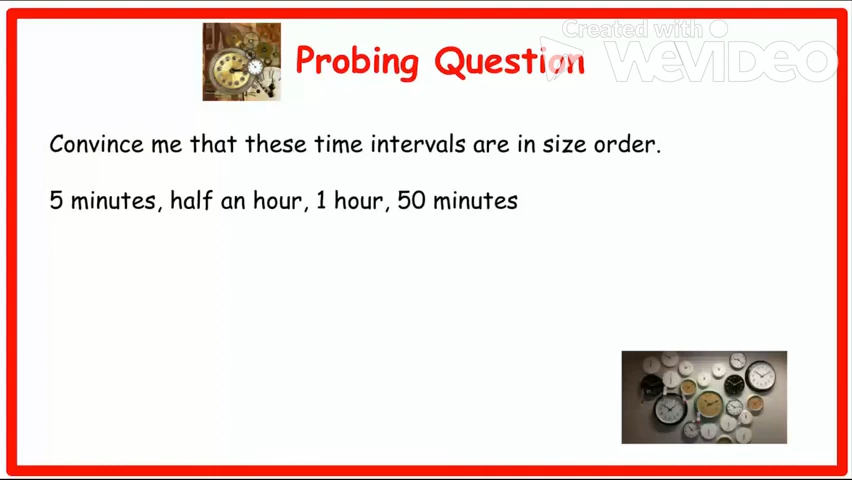 Created with
WEVIDEO
Probing Question
Convince me that these time intervals are in size order.
5 minutes, half an hour, 1 hour, 50 minutes